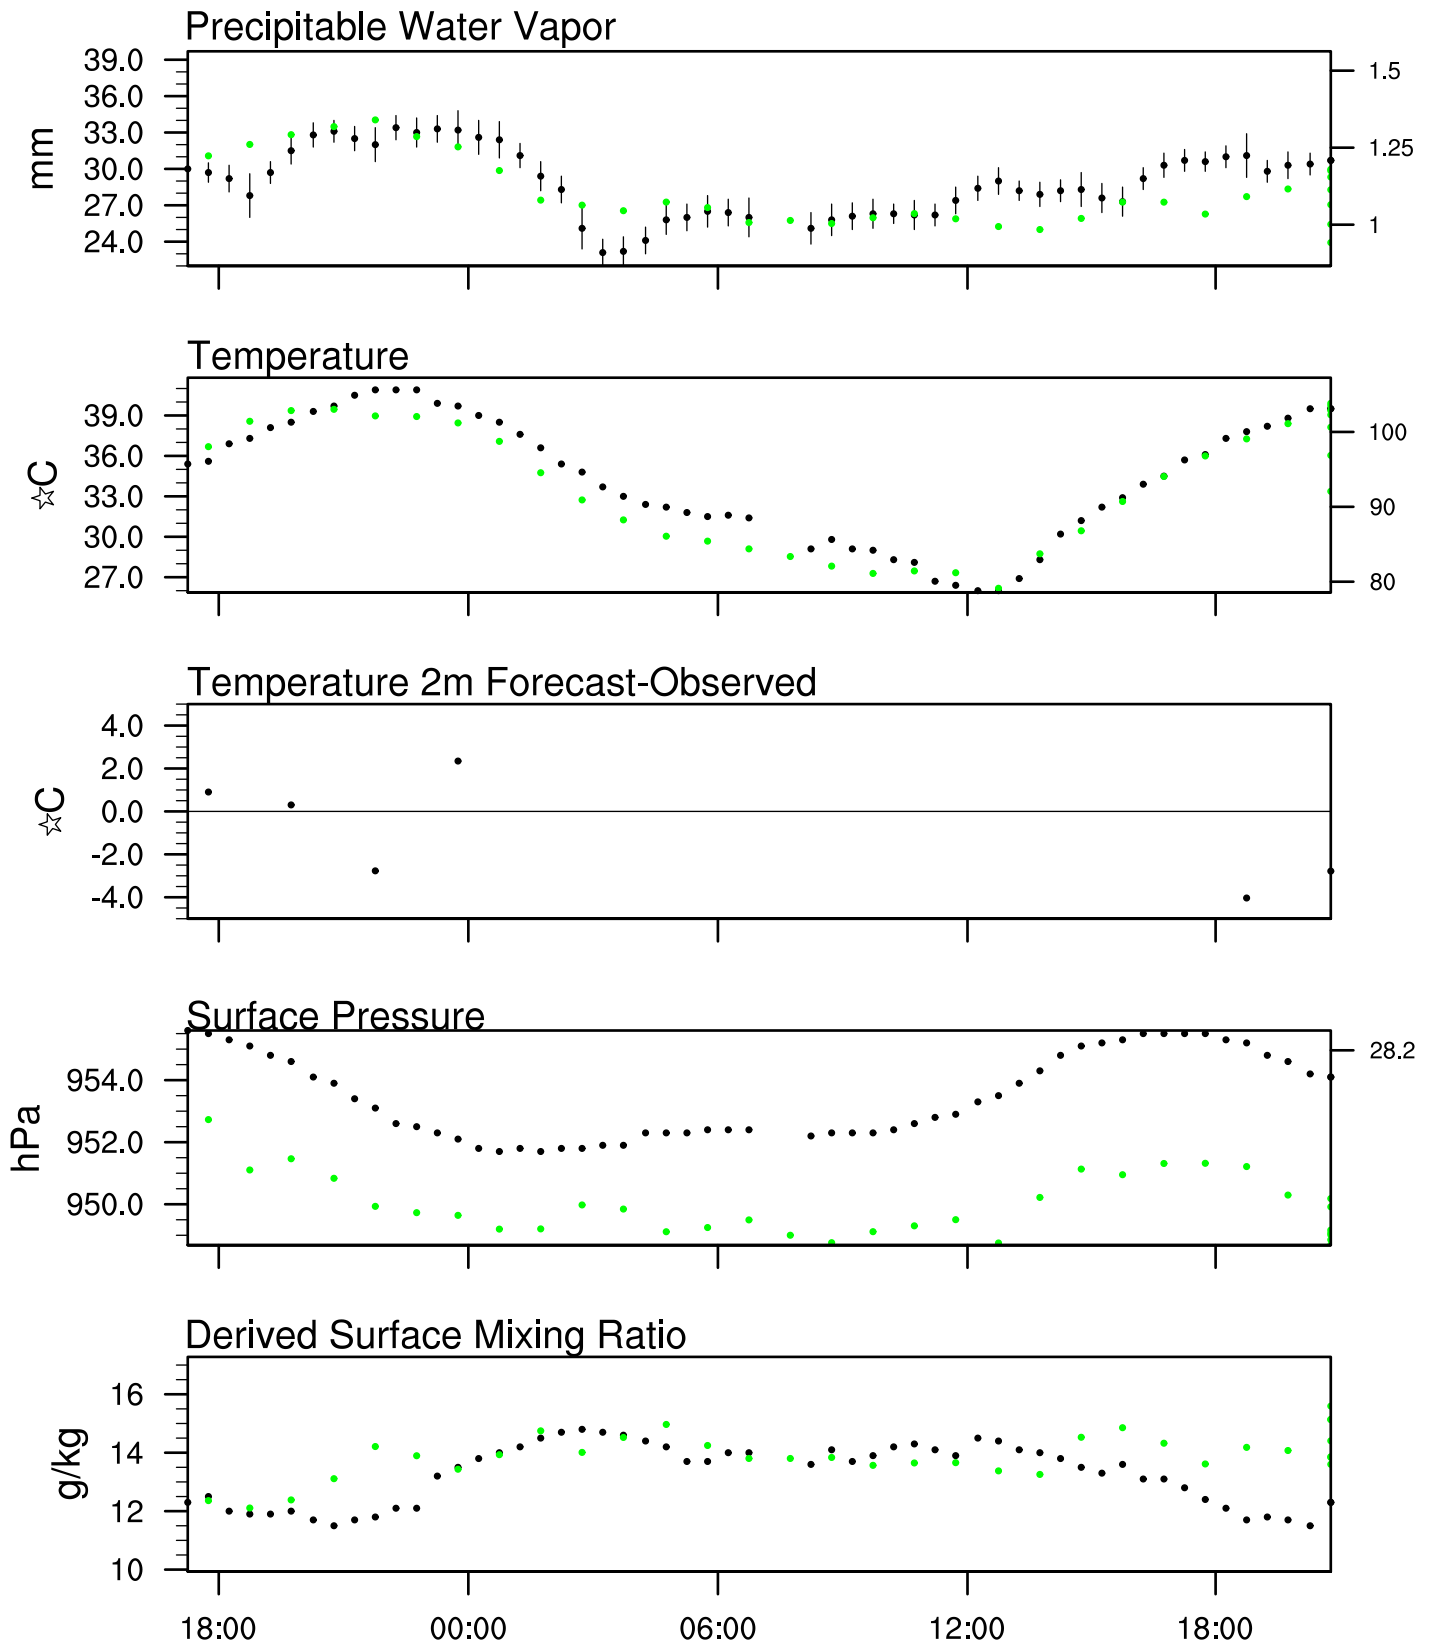 Precipitable Water Vapor
39.0
36.0
33.0
30.0
27.0
24.0
mm
1.5
1.25
1
Temperature
39.0
36.0
33.0
30.0
27.0
☆C
100
90
80
Temperature 2m Forecast-Observed
4.0
2.0
0.0
-2.0
-4.0
☆C
Surface Pressure
954.0
952.0
950.0
hPa
28.2
Derived Surface Mixing Ratio
16
14
12
10
g/kg
18:00 00:00 06:00 12:00 18:00